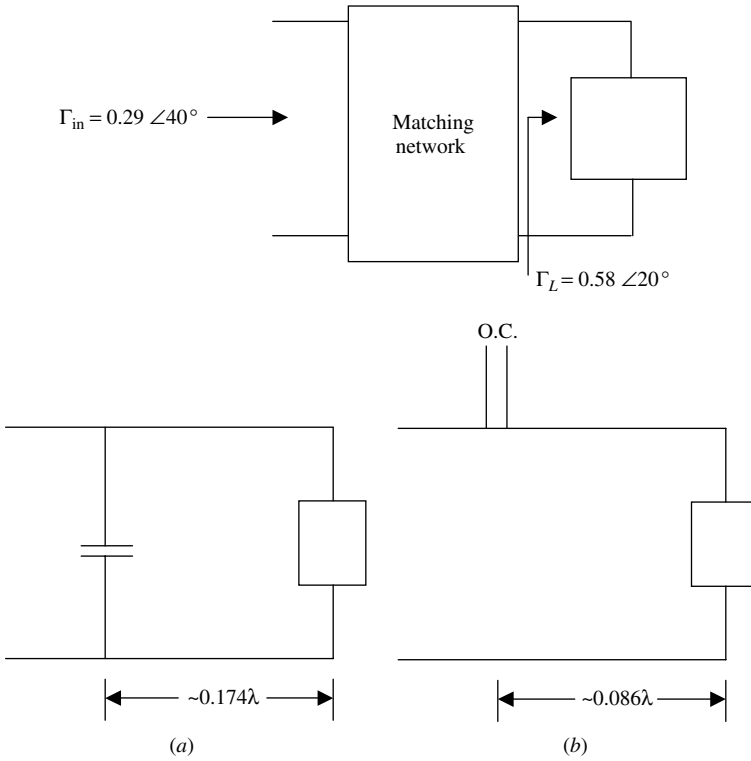 Γin = 0.29 ∠40°
Matching
network
ΓL = 0.58 ∠20°
O.C.
~0.174λ
~0.086λ
(a)
(b)